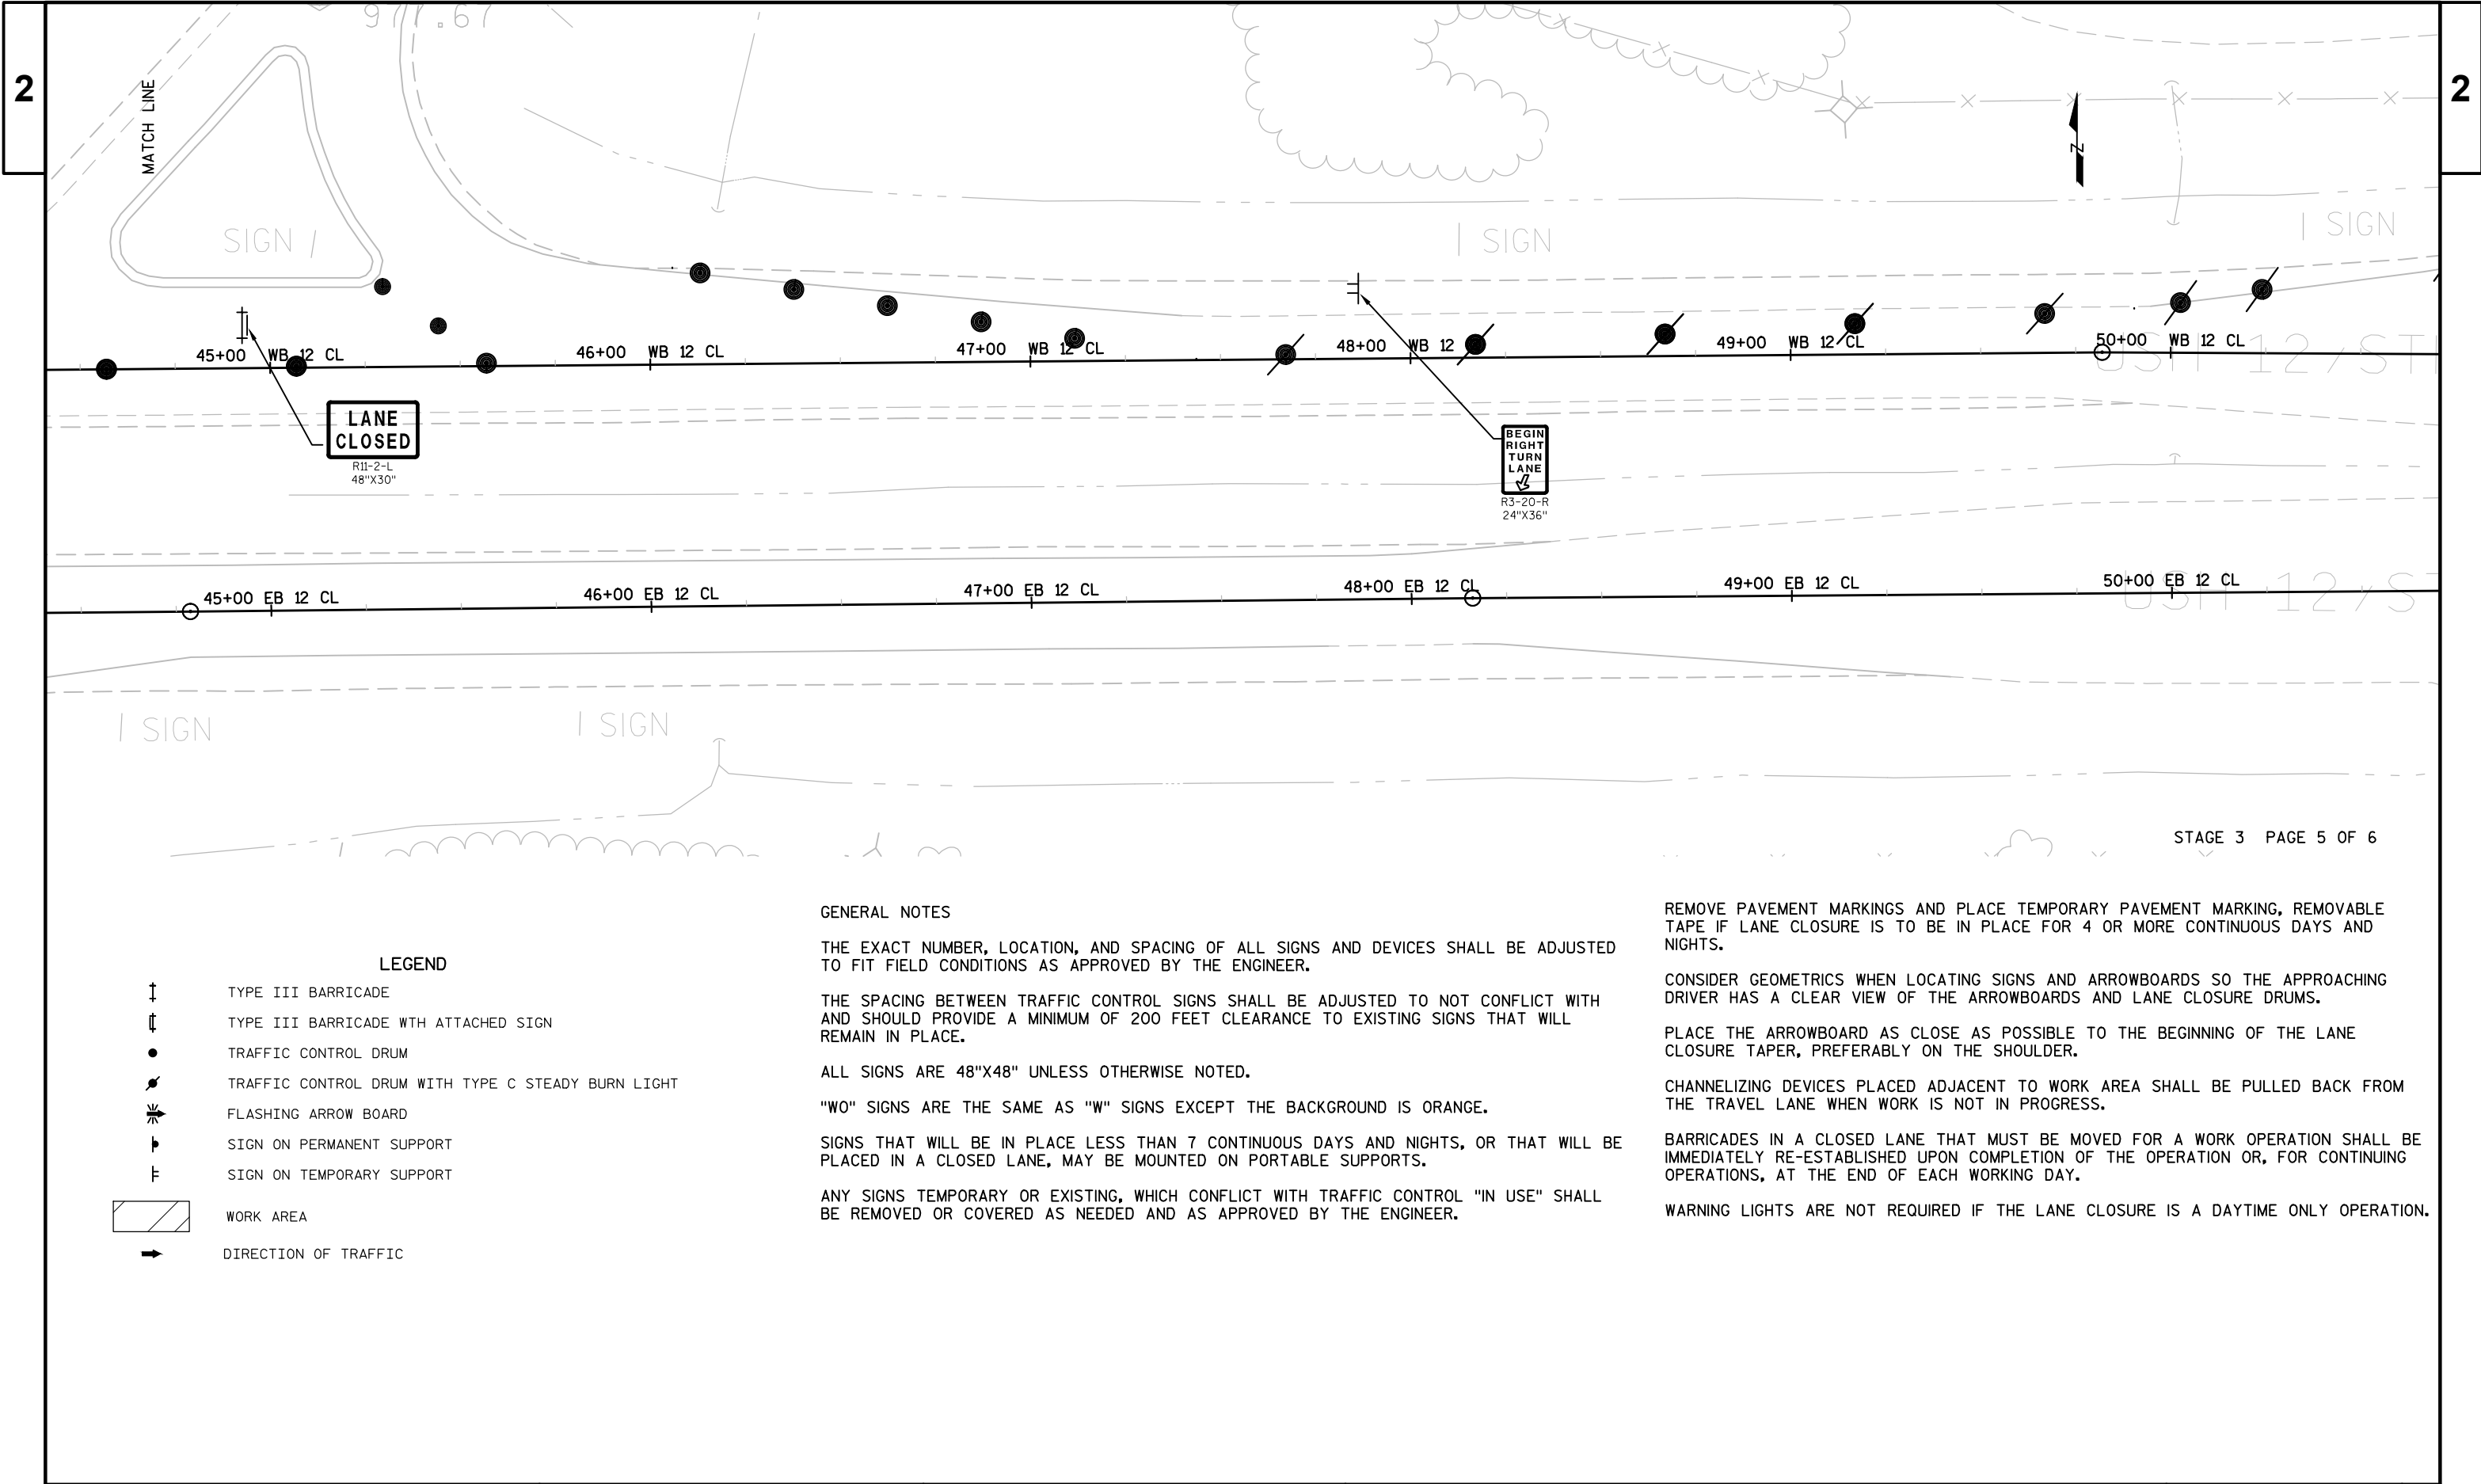 977.67
2
2
MATCH LINE
N
SIGN
SIGN
SIGN
45+00 WB 12 CL
46+00 WB 12 CL
47+00 WB 12 CL
48+00 WB 12
49+00 WB 12 CL
50+00 WB 12 CL
USH 12/STH
LANE
CLOSED
R11-2-L
48"X30"
BEGIN
RIGHT
TURN
LANE
R3-20-R
24"X36"
45+00 EB 12 CL
46+00 EB 12 CL
47+00 EB 12 CL
48+00 EB 12 CL
49+00 EB 12 CL
50+00 EB 12 CL
USH 12/ST
SIGN
SIGN
STAGE 3 PAGE 5 OF 6
LEGEND
TYPE III BARRICADE
TYPE III BARRICADE WTH ATTACHED SIGN
TRAFFIC CONTROL DRUM
TRAFFIC CONTROL DRUM WITH TYPE C STEADY BURN LIGHT
FLASHING ARROW BOARD
SIGN ON PERMANENT SUPPORT
SIGN ON TEMPORARY SUPPORT
WORK AREA
DIRECTION OF TRAFFIC
GENERAL NOTES
THE EXACT NUMBER, LOCATION, AND SPACING OF ALL SIGNS AND DEVICES SHALL BE ADJUSTED
TO FIT FIELD CONDITIONS AS APPROVED BY THE ENGINEER.
THE SPACING BETWEEN TRAFFIC CONTROL SIGNS SHALL BE ADJUSTED TO NOT CONFLICT WITH
AND SHOULD PROVIDE A MINIMUM OF 200 FEET CLEARANCE TO EXISTING SIGNS THAT WILL
REMAIN IN PLACE.
ALL SIGNS ARE 48"X48" UNLESS OTHERWISE NOTED.
"WO" SIGNS ARE THE SAME AS "W" SIGNS EXCEPT THE BACKGROUND IS ORANGE.
SIGNS THAT WILL BE IN PLACE LESS THAN 7 CONTINUOUS DAYS AND NIGHTS, OR THAT WILL BE
PLACED IN A CLOSED LANE, MAY BE MOUNTED ON PORTABLE SUPPORTS.
ANY SIGNS TEMPORARY OR EXISTING, WHICH CONFLICT WITH TRAFFIC CONTROL "IN USE" SHALL
BE REMOVED OR COVERED AS NEEDED AND AS APPROVED BY THE ENGINEER.
REMOVE PAVEMENT MARKINGS AND PLACE TEMPORARY PAVEMENT MARKING, REMOVABLE
TAPE IF LANE CLOSURE IS TO BE IN PLACE FOR 4 OR MORE CONTINUOUS DAYS AND
NIGHTS.
CONSIDER GEOMETRICS WHEN LOCATING SIGNS AND ARROWBOARDS SO THE APPROACHING
DRIVER HAS A CLEAR VIEW OF THE ARROWBOARDS AND LANE CLOSURE DRUMS.
PLACE THE ARROWBOARD AS CLOSE AS POSSIBLE TO THE BEGINNING OF THE LANE
CLOSURE TAPER, PREFERABLY ON THE SHOULDER.
CHANNELIZING DEVICES PLACED ADJACENT TO WORK AREA SHALL BE PULLED BACK FROM
THE TRAVEL LANE WHEN WORK IS NOT IN PROGRESS.
BARRICADES IN A CLOSED LANE THAT MUST BE MOVED FOR A WORK OPERATION SHALL BE
IMMEDIATELY RE-ESTABLISHED UPON COMPLETION OF THE OPERATION OR, FOR CONTINUING
OPERATIONS, AT THE END OF EACH WORKING DAY.
WARNING LIGHTS ARE NOT REQUIRED IF THE LANE CLOSURE IS A DAYTIME ONLY OPERATION.